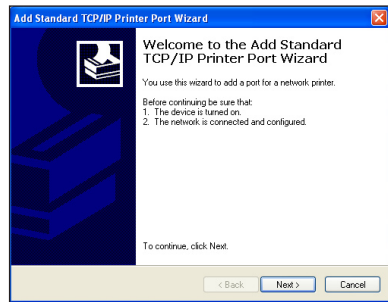 Add Standard TCP/IP Printer Port Wizard
Welcome to the Add Standard
TCP/IP Printer Port Wizard
You use this wizard to add a port for a network printer.
Before continuing be sure that:
1. The device is turned on.
2. The network is connected and configured.
To continue, click Next.
< Back Next > Cancel